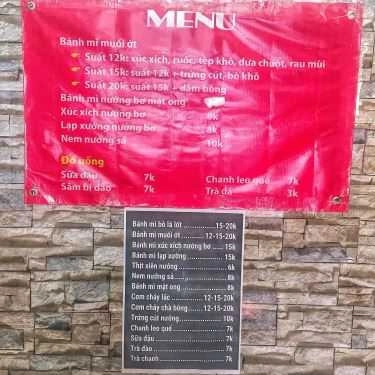 MENU
Bánh mì muối ớt
Suất 12k: xúc xích, ruốc, tép khô, dưa chuột, rau mùi
Suất 15k: suất 12k + trứng cút, bò khô
Suất 20k: suất 15k + dăm bông
Bánh mì nướng bơ mật ong
Xúc xích nướng bơ 8k
Lạp xưởng nướng bơ 8k
Nem nướng sả 10k
Đồ uống
Sữa đậu 7k Chanh leo quế 7k
Sâm bí đao 7k Trà đá 3k
Bánh mì bò lá lót 15-20k
Bánh mì muối ớt 12-15-20k
Bánh mì xúc xích nướng bơ 15k
Bánh mì lạp xưởng 15k
Thịt xiên nướng 6k
Nem nướng sả 8k
Bánh mì mật ong 8k
Cơm cháy lắc 12-15-20k
Cơm cháy chà bông 12-15-20k
Trứng cút nướng 10k
Chanh leo quế 7k
Sữa đậu 7k
Trà đào 7k
Trà chanh 7k